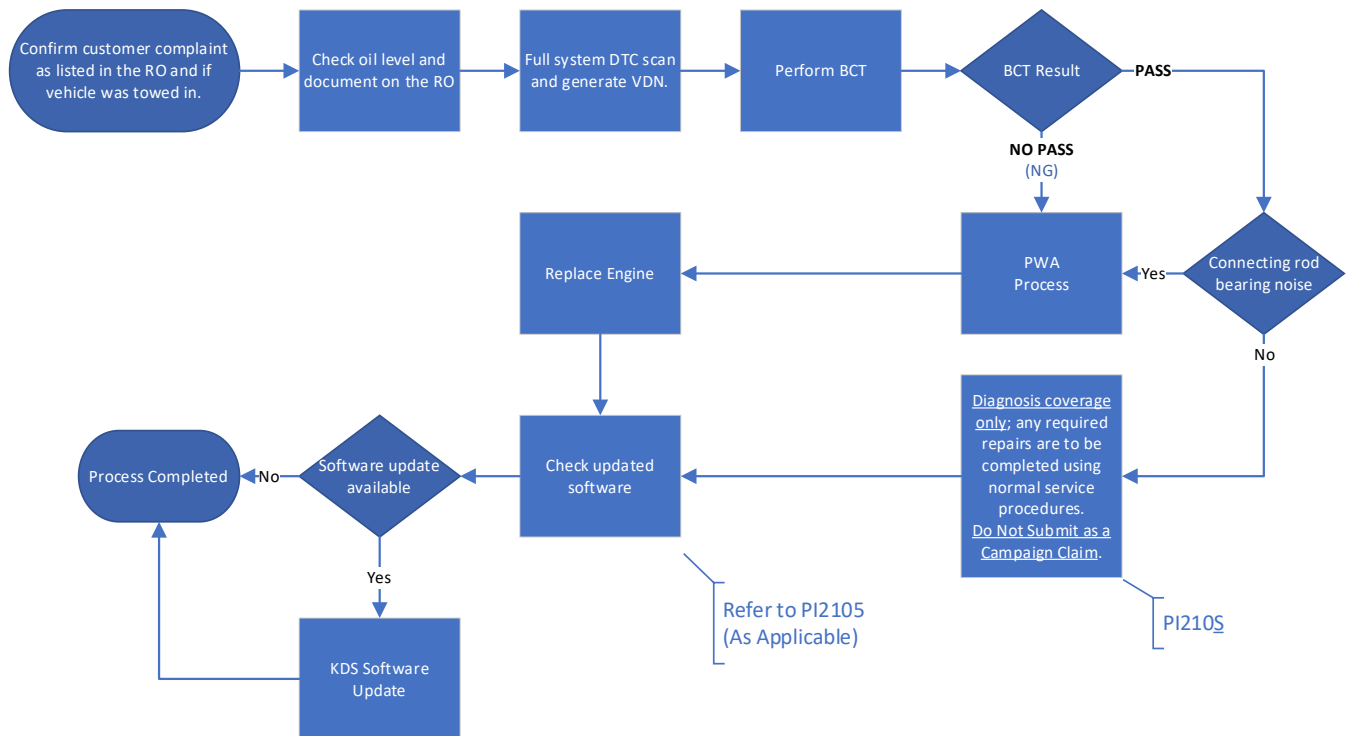 Confirm customer complaint
as listed in the RO and if
vehicle was towed in.
Check oil level and
document on the RO
Full system DTC scan
and generate VDN.
Perform BCT
BCT Result
PASS
NO PASS
(NG)
Replace Engine
PWA
Process
Yes
Connecting rod
bearing noise
No
Process Completed
No
Software update
available
Check updated
software
Diagnosis coverage
only; any required
repairs are to be
completed using
normal service
procedures.
Do Not Submit as a
Campaign Claim.
Yes
Refer to PI2105
(As Applicable)
PI210S
KDS Software
Update